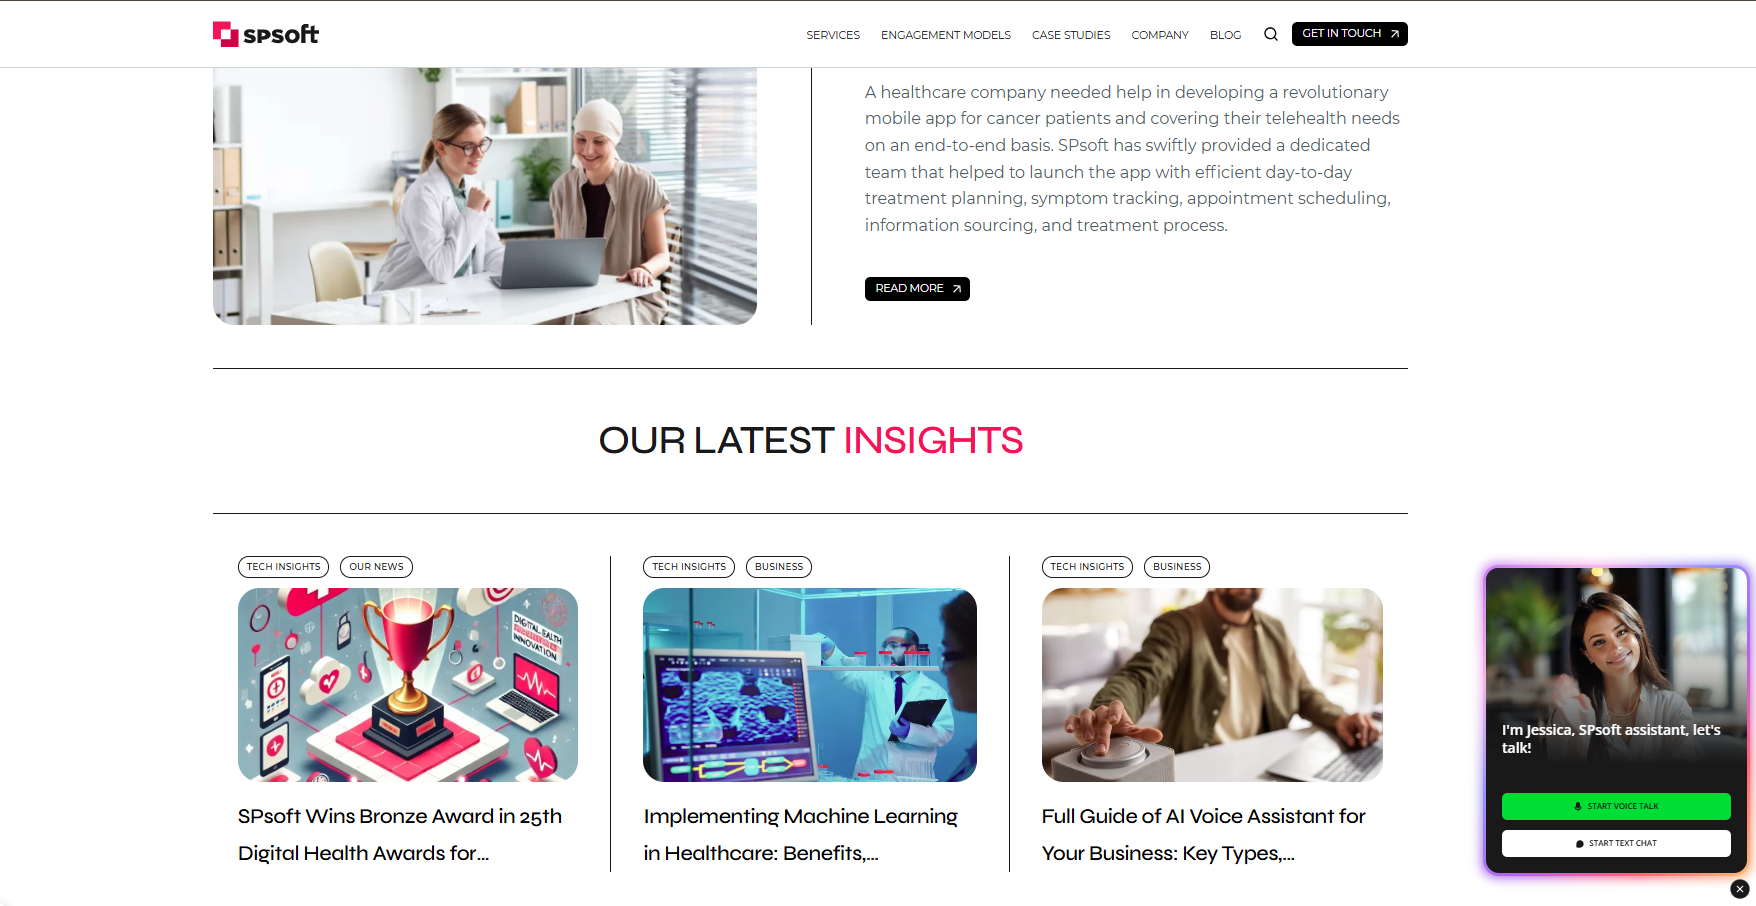 spsoft
SERVICES
ENGAGEMENT MODELS
CASE STUDIES
COMPANY
BLOG
GET IN TOUCH
A healthcare company needed help in developing a revolutionary
mobile app for cancer patients and covering their telehealth needs
on an end-to-end basis. SPsoft has swiftly provided a dedicated
team that helped to launch the app with efficient day-to-day
treatment planning, symptom tracking, appointment scheduling,
information sourcing, and treatment process.
READ MORE
OUR LATEST INSIGHTS
TECH INSIGHTS
OUR NEWS
SPsoft Wins Bronze Award in 25th
Digital Health Awards for...
TECH INSIGHTS
BUSINESS
Implementing Machine Learning
in Healthcare: Benefits,...
TECH INSIGHTS
BUSINESS
Full Guide of AI Voice Assistant for
Your Business: Key Types,...
I'm Jessica, SPsoft assistant, let's
talk!
START VOICE TALK
START TEXT CHAT